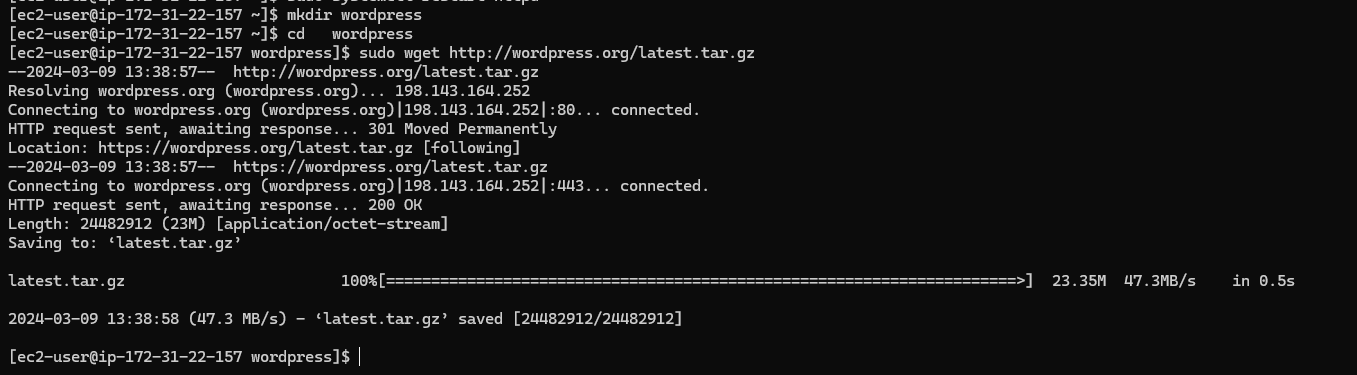 [ec2-user@ip-172-31-22-157 ~]$ mkdir wordpress
[ec2-user@ip-172-31-22-157 ~]$ cd   wordpress
[ec2-user@ip-172-31-22-157 wordpress]$ sudo wget http://wordpress.org/latest.tar.gz
--2024-03-09 13:38:57--  http://wordpress.org/latest.tar.gz
Resolving wordpress.org (wordpress.org)... 198.143.164.252
Connecting to wordpress.org (wordpress.org)|198.143.164.252|:80... connected.
HTTP request sent, awaiting response... 301 Moved Permanently
Location: https://wordpress.org/latest.tar.gz [following]
--2024-03-09 13:38:57--  https://wordpress.org/latest.tar.gz
Connecting to wordpress.org (wordpress.org)|198.143.164.252|:443... connected.
HTTP request sent, awaiting response... 200 OK
Length: 24482912 (23M) [application/octet-stream]
Saving to: ‘latest.tar.gz’
latest.tar.gz                        100%[======================================================================>]  23.35M  47.3MB/s    in 0.5s
2024-03-09 13:38:58 (47.3 MB/s) - ‘latest.tar.gz’ saved [24482912/24482912]
[ec2-user@ip-172-31-22-157 wordpress]$